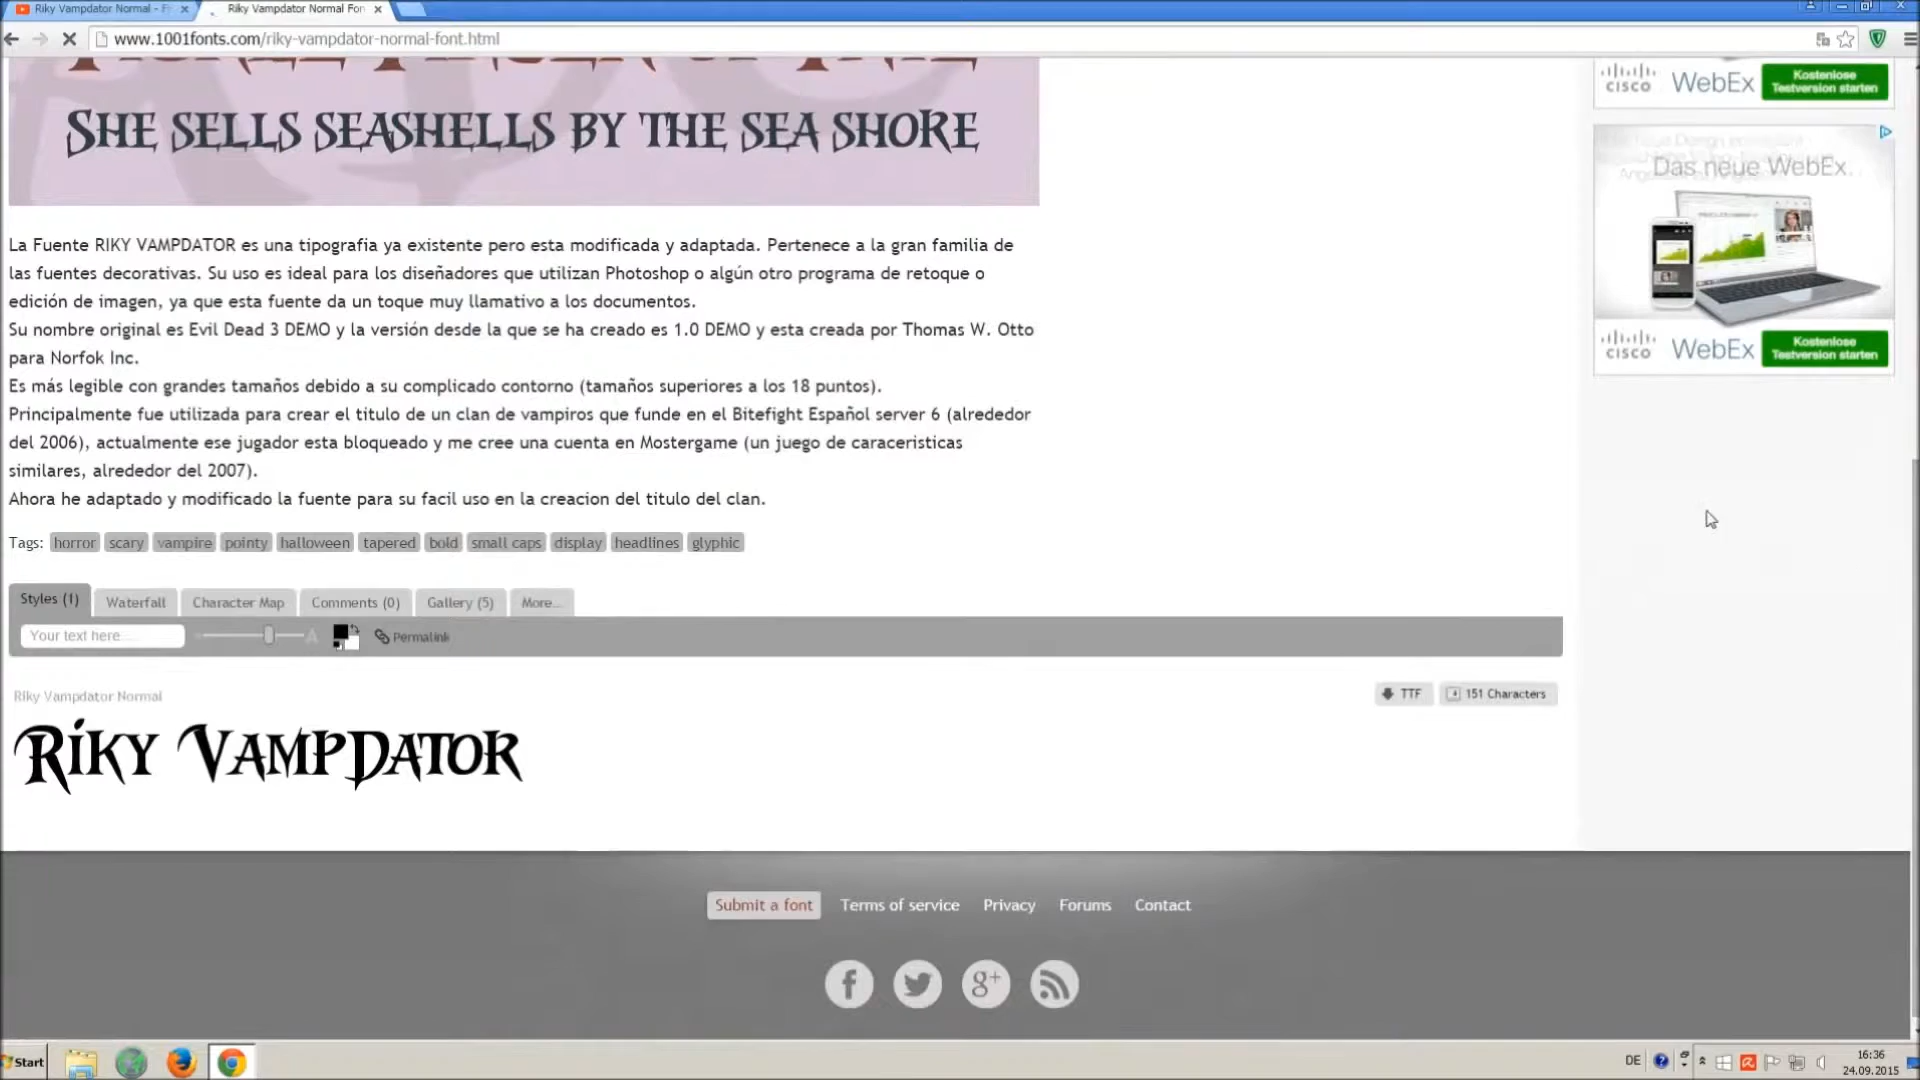 Riky Vampdator Normal - F
Riky Vampdator Normal Fon
www.1001fonts.com/riky-vampdator-normal-font.html
SHE SELLS SEASHELLS BY THE SEA SHORE
La Fuente RIKY VAMPDATOR es una tipografia ya existente pero esta modificada y adaptada. Pertenece a la gran familia de
las fuentes decorativas. Su uso es ideal para los diseñadores que utilizan Photoshop o algún otro programa de retoque o
edición de imagen, ya que esta fuente da un toque muy llamativo a los documentos.
Su nombre original es Evil Dead 3 DEMO y la versión desde la que se ha creado es 1.0 DEMO y esta creada por Thomas W. Otto
para Norfok Inc.
Es más legible con grandes tamaños debido a su complicado contorno (tamaños superiores a los 18 puntos).
Principalmente fue utilizada para crear el titulo de un clan de vampiros que funde en el Bitefight Español server 6 (alrededor
del 2006), actualmente ese jugador esta bloqueado y me cree una cuenta en Mostergame (un juego de caraceristicas
similares, alrededor del 2007).
Ahora he adaptado y modificado la fuente para su facil uso en la creacion del titulo del clan.
Tags: horror scary vampire pointy halloween tapered bold small caps display headlines glyphic
Styles (1) Waterfall Character Map Comments (0) Gallery (5) More...
Your text here... A Permalink
Riky Vampdator Normal TTF 151 Characters
RIKY VAMPDATOR
Submit a font Terms of service Privacy Forums Contact
cisco WebEx Kostenlose
Testversion starten
Das neue WebEx.
cisco WebEx Kostenlose
Testversion starten
Start
DE
16:36
24.09.2015